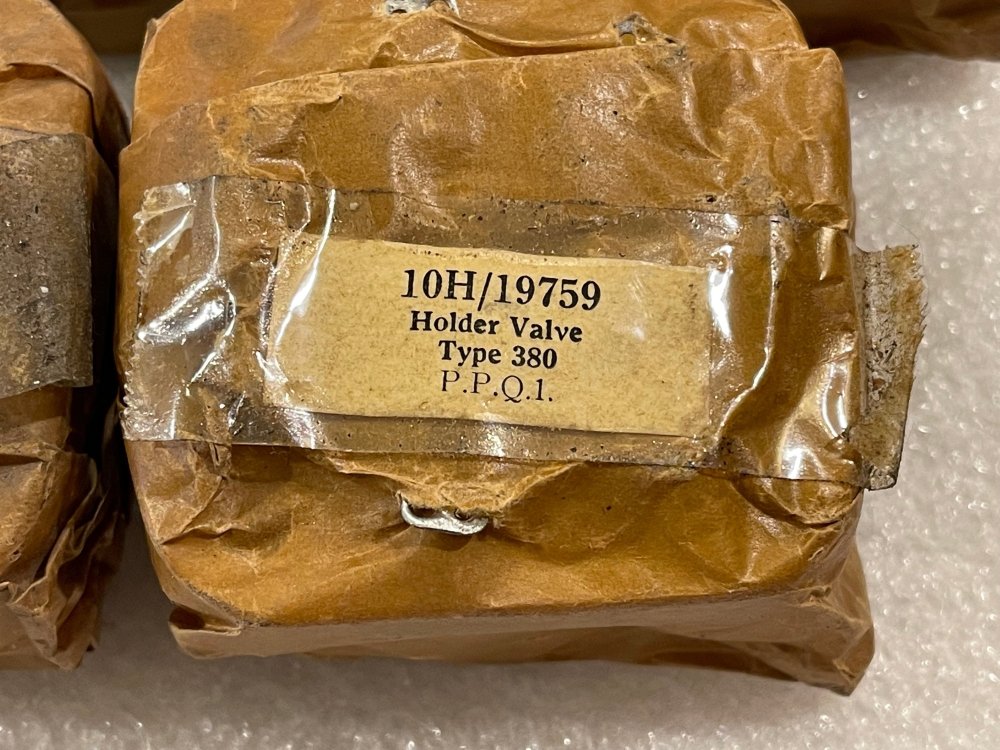 10H/19759
Holder Valve
Type 380
P.P.Q.1.